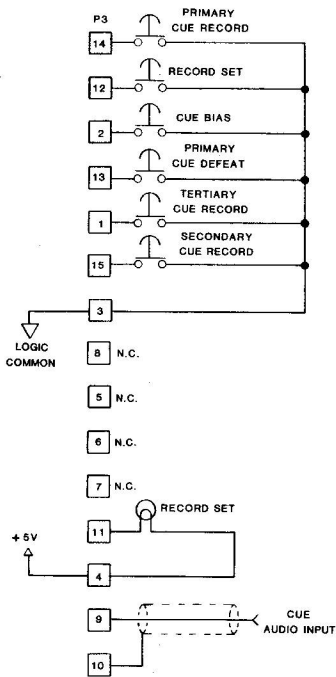 P3
PRIMARY
CUE RECORD
14
RECORD SET
12
CUE BIAS
2
PRIMARY
CUE DEFEAT
13
TERTIARY
CUE RECORD
1
SECONDARY
CUE RECORD
15
3
LOGIC
COMMON
8 N.C.
5 N.C.
6 N.C.
7 N.C.
RECORD SET
11
+5V
4
9
CUE
AUDIO INPUT
10